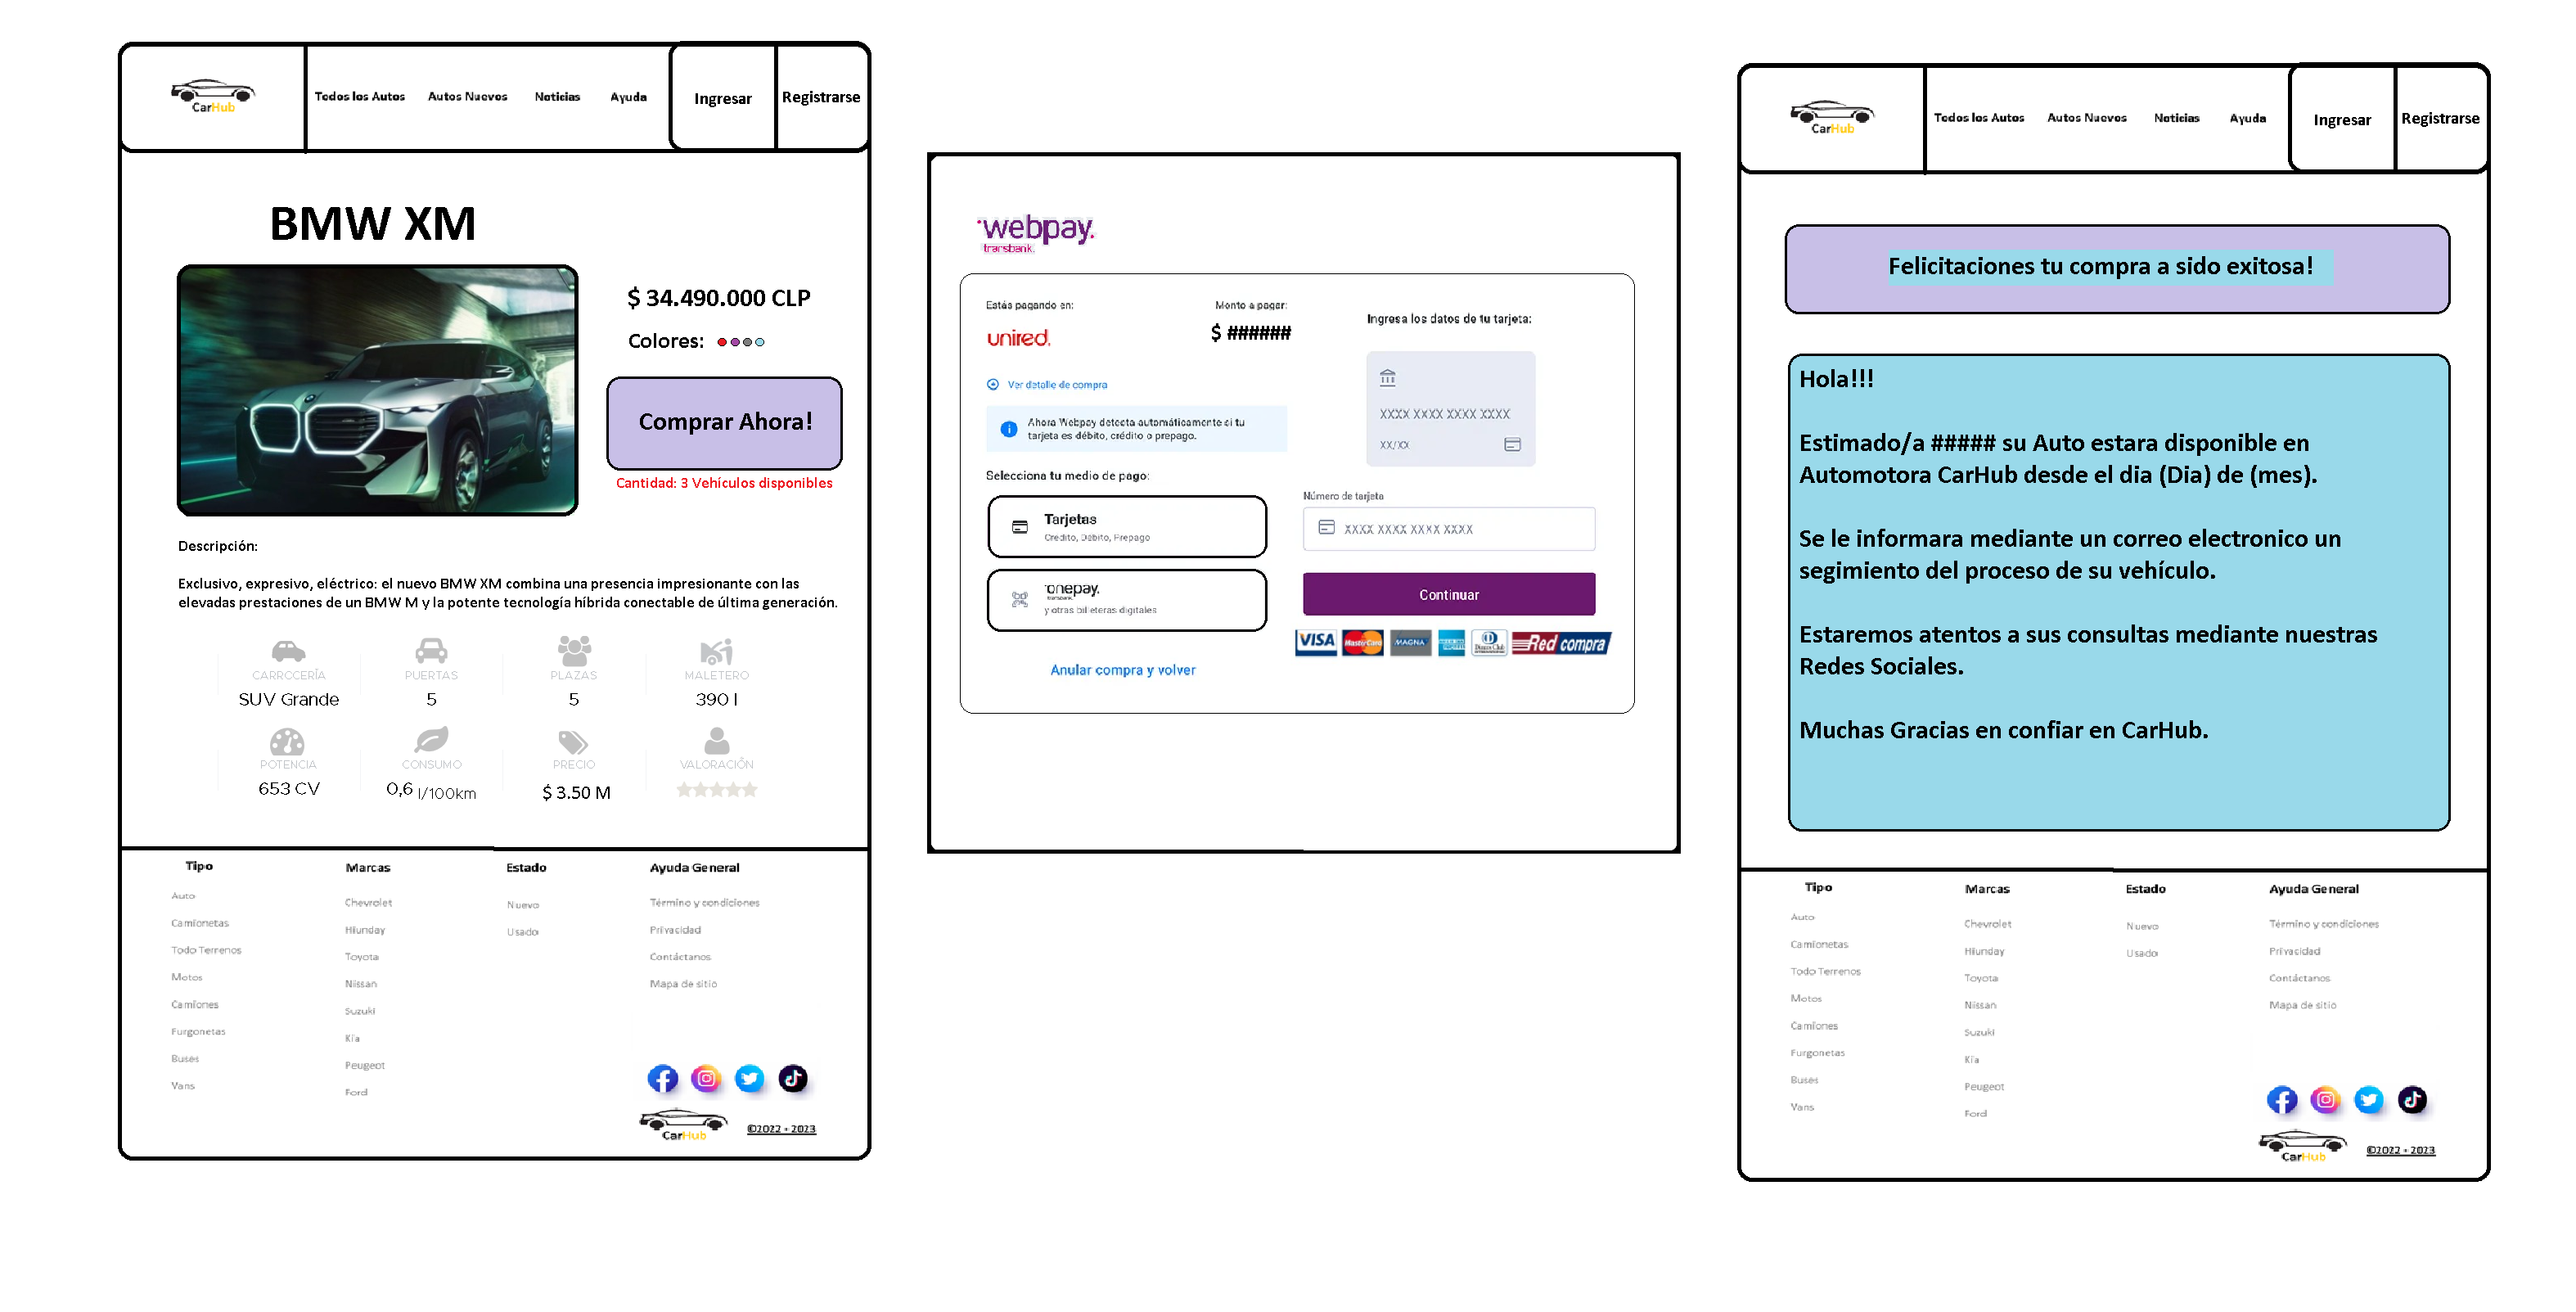 CarHub
Todos los Autos
Autos Nuevos
Noticias
Ayuda
Ingresar
Registrarse
BMW XM
$ 34.490.000 CLP
Colores:
Comprar Ahora!
Cantidad: 3 Vehículos disponibles
Descripción:
Exclusivo, expresivo, eléctrico: el nuevo BMW XM combina una presencia impresionante con las
elevadas prestaciones de un BMW M y la potente tecnología híbrida conectable de última generación.
CARROCERÍA
PUERTAS
PLAZAS
MALETERO
SUV Grande
5
5
390 l
POTENCIA
CONSUMO
PRECIO
VALORACIÓN
653 CV
0,6 l/100km
$ 3.50 M
Tipo
Auto
Camionetas
Todo Terrenos
Motos
Camiones
Furgonetas
Buses
Vans
Marcas
Chevrolet
Hiunday
Toyota
Nissan
Suzuki
Kia
Peugeot
Ford
Estado
Nuevo
Usado
Ayuda General
Término y condiciones
Privacidad
Contáctanos
Mapa de sitio
CarHub
©2022 - 2023
webpay.
transbank.
Estás pagando en:
unired.
Monto a pagar:
$ ######
Ver detalle de compra
Ahora Webpay detecta automáticamente si tu
tarjeta es débito, crédito o prepago.
Selecciona tu medio de pago:
Tarjetas
Crédito, Débito, Prepago
onepay.
y otras billeteras digitales
Anular compra y volver
Ingresa los datos de tu tarjeta:
XXXX XXXX XXXX XXXX
XX/XX
Número de tarjeta
XXXX XXXX XXXX XXXX
Continuar
VISA
MasterCard
MAGNA
Diners Club
Red compra
CarHub
Todos los Autos
Autos Nuevos
Noticias
Ayuda
Ingresar
Registrarse
Felicitaciones tu compra a sido exitosa!
Hola!!!
Estimado/a ##### su Auto estara disponible en
Automotora CarHub desde el dia (Dia) de (mes).
Se le informara mediante un correo electronico un
segimiento del proceso de su vehículo.
Estaremos atentos a sus consultas mediante nuestras
Redes Sociales.
Muchas Gracias en confiar en CarHub.
Tipo
Auto
Camionetas
Todo Terrenos
Motos
Camiones
Furgonetas
Buses
Vans
Marcas
Chevrolet
Hiunday
Toyota
Nissan
Suzuki
Kia
Peugeot
Ford
Estado
Nuevo
Usado
Ayuda General
Término y condiciones
Privacidad
Contáctanos
Mapa de sitio
CarHub
©2022 - 2023